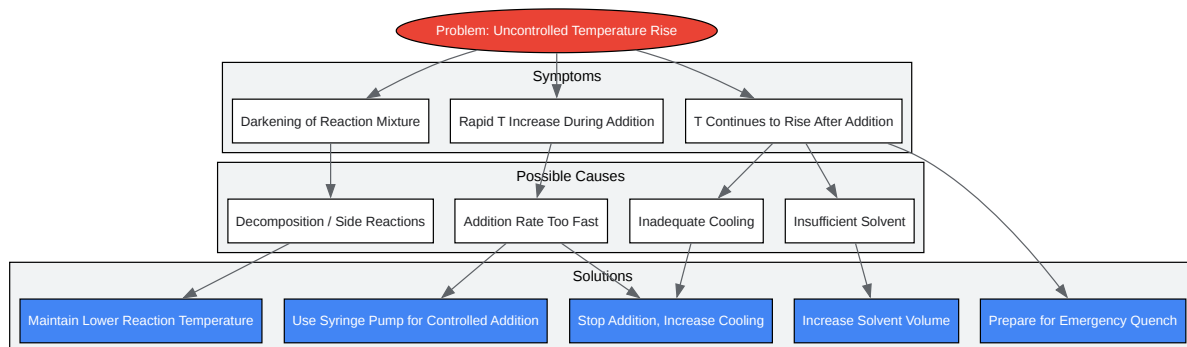 Problem: Uncontrolled Temperature Rise
Symptoms
Darkening of Reaction Mixture
Rapid T Increase During Addition
T Continues to Rise After Addition
Possible Causes
Decomposition / Side Reactions
Addition Rate Too Fast
Inadequate Cooling
Insufficient Solvent
Solutions
Maintain Lower Reaction Temperature
Use Syringe Pump for Controlled Addition
Stop Addition, Increase Cooling
Increase Solvent Volume
Prepare for Emergency Quench